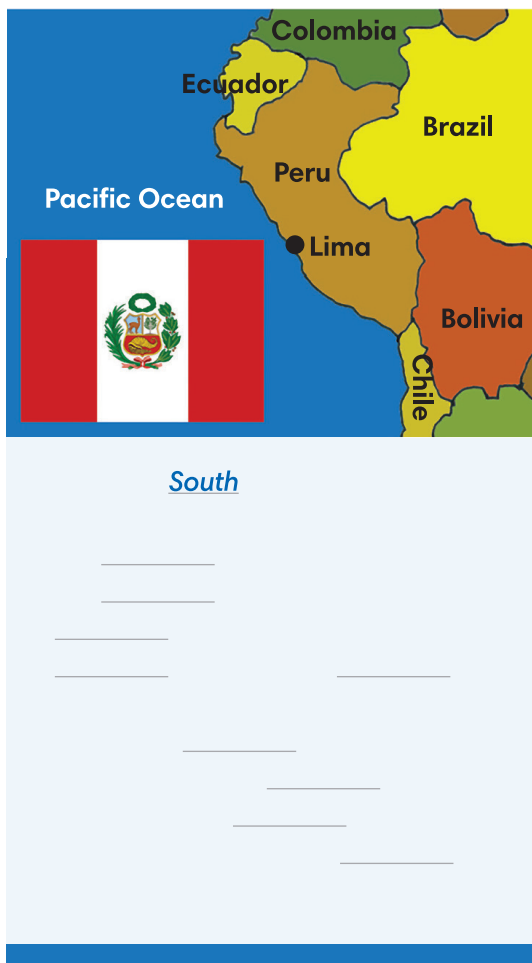 Colombia
Ecuador
Brazil
Peru
Pacific Ocean
Lima
Bolivia
Chile
South